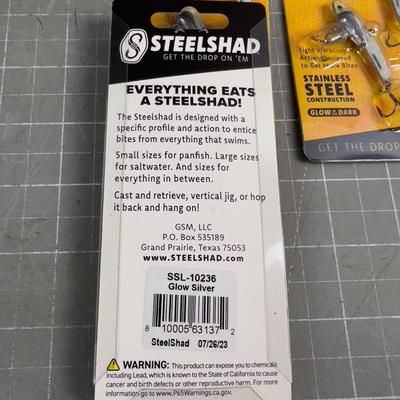 STEELSHAD
GET THE DROP ON 'EM
EVERYTHING EATS
A STEELSHAD!
The Steelshad is designed with a
specific profile and action to entice
bites from everything that swims.
Small sizes for panfish. Large sizes
for saltwater. And sizes for
everything in between.
Cast and retrieve, vertical jig, or hop
it back and hang on!
GSM, LLC
P.O. Box 535189
Grand Prairie, Texas 75053
www.STEELSHAD.com
SSL-10236
Glow Silver
8 10005 63137 2
SteelShad 07/26/23
WARNING: This product can expose you to chemicals
including Lead, which is known to the State of California to cause
cancer and birth defects or other reproductive harm. For more
information go to www.P65Warnings.ca.gov.
Tight
Action Designed
to Get More Bites
STAINLESS
STEEL
CONSTRUCTION
GLOW IN THE DARK
GET THE DROP